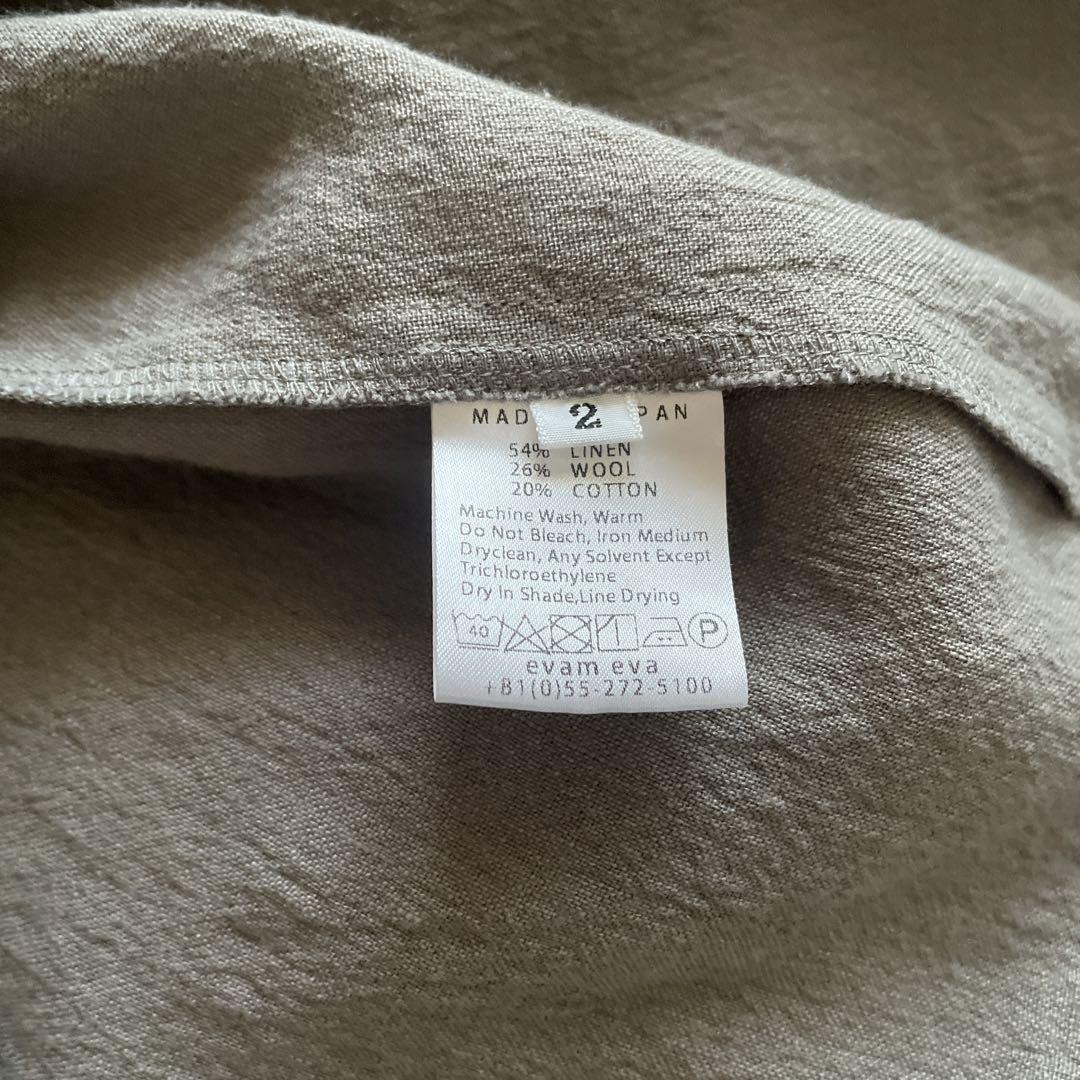 MAD 2 PAN
54% LINEN
26% WOOL
20% COTTON
Machine Wash, Warm
Do Not Bleach, Iron Medium
Dryclean, Any Solvent Except
Trichloroethylene
Dry In Shade,Line Drying
40 P
evam eva
+81(0)55-272-5100